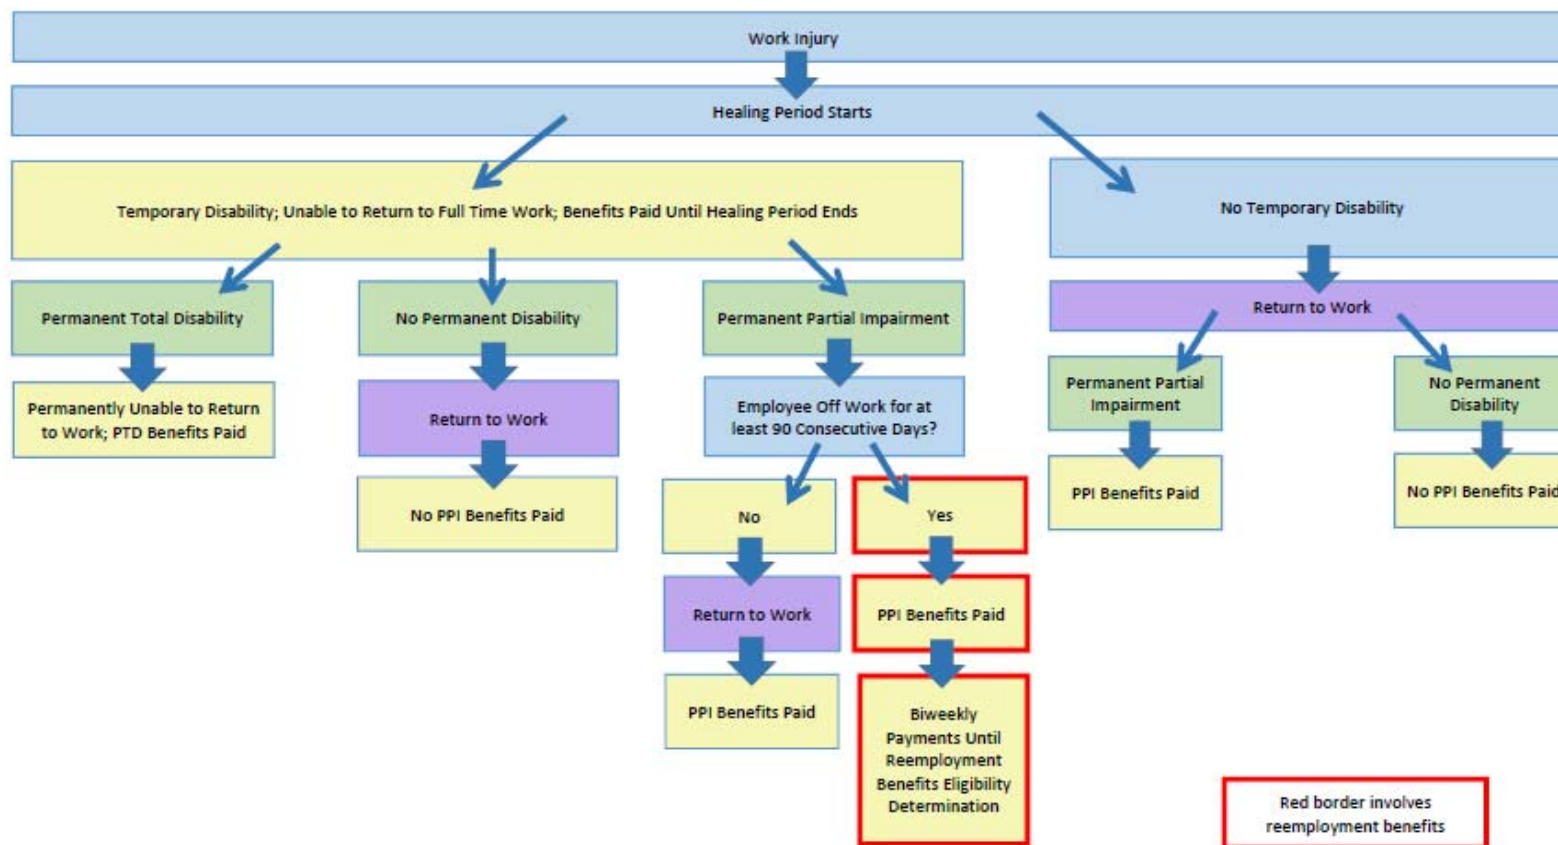 Work Injury
Healing Period Starts
Temporary Disability; Unable to Return to Full Time Work; Benefits Paid Until Healing Period Ends
No Temporary Disability
Permanent Total Disability
No Permanent Disability
Permanent Partial Impairment
Return to Work
Permanently Unable to Return
to Work; PTD Benefits Paid
Return to Work
Employee Off Work for at
least 90 Consecutive Days?
Permanent Partial
Impairment
No Permanent
Disability
No PPI Benefits Paid
No
Yes
PPI Benefits Paid
No PPI Benefits Paid
Return to Work
PPI Benefits Paid
PPI Benefits Paid
Biweekly
Payments Until
Reemployment
Benefits Eligibility
Determination
Red border involves
reemployment benefits